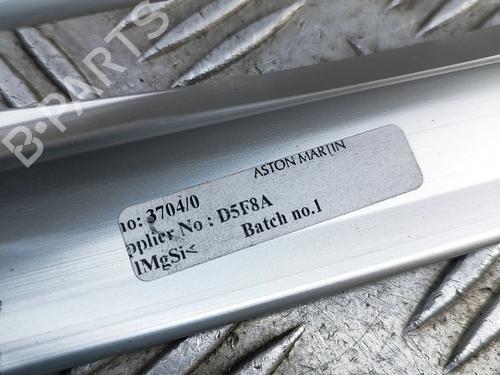 B-PARTS
ASTON MARTIN
no: 3704/0
pplier No : D5F8A
Batch no.1
lMgSi<